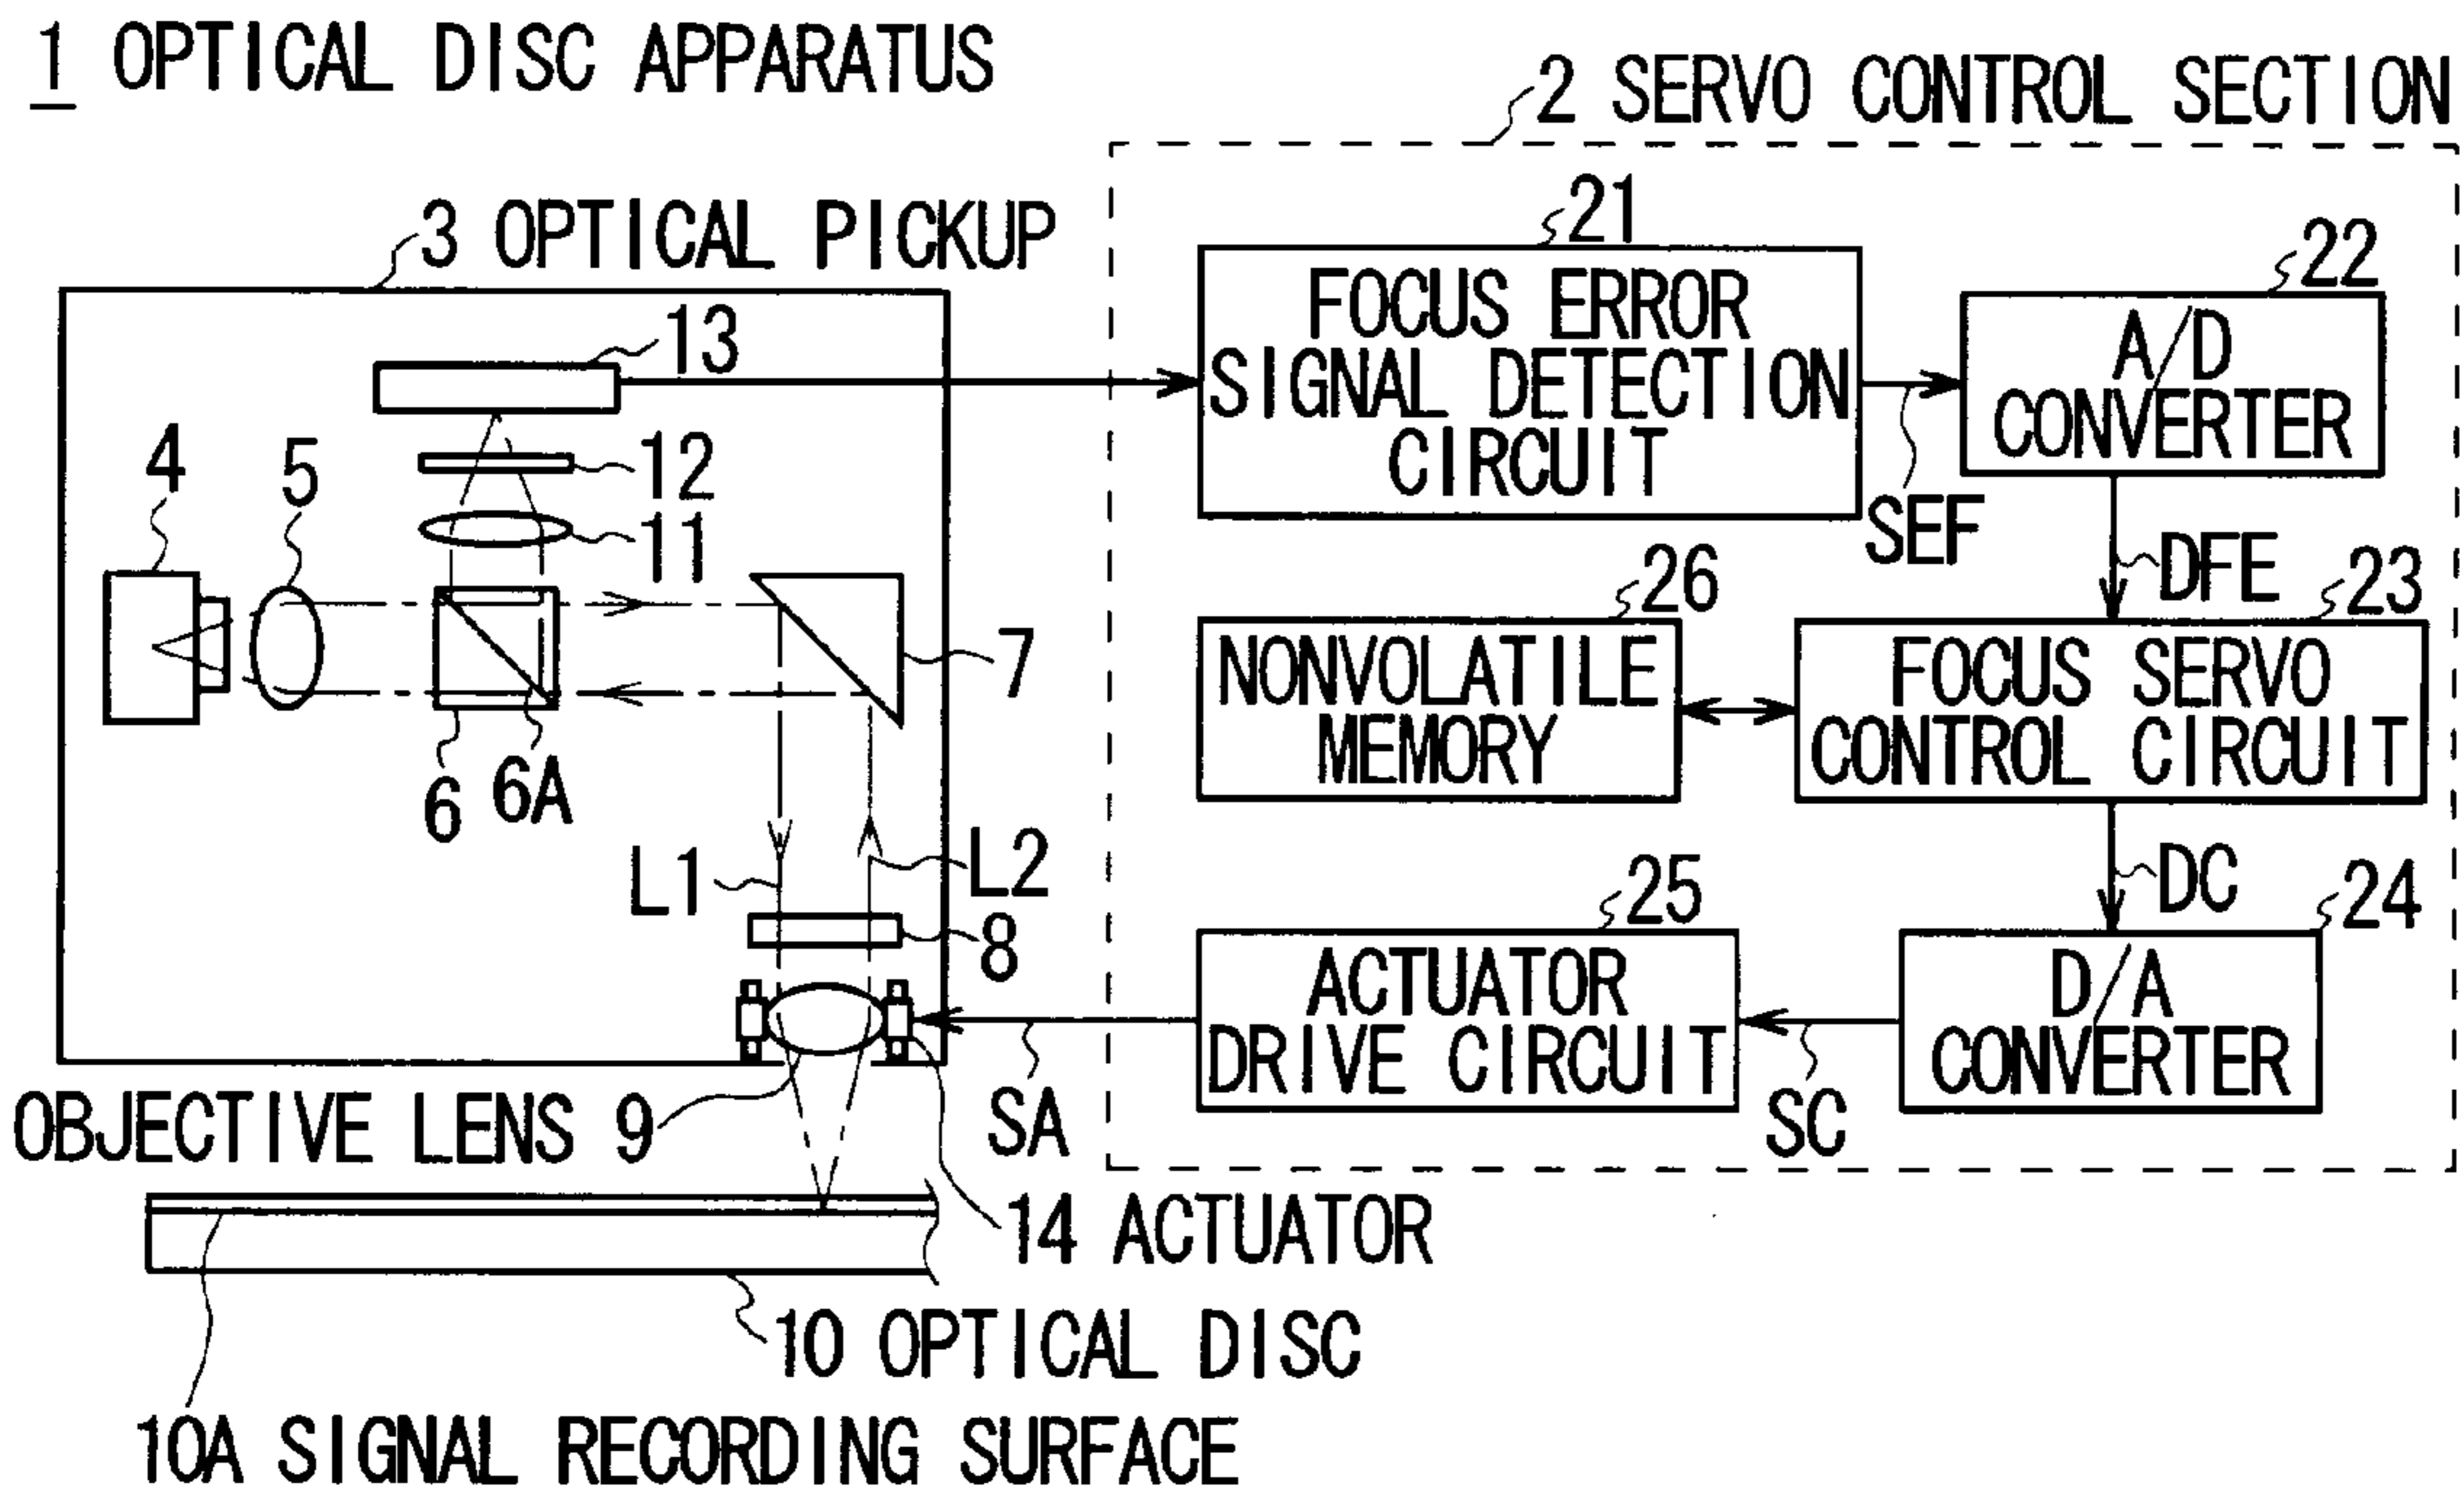 1 OPTICAL DISC APPARATUS
2 SERVO CONTROL SECTION
3 OPTICAL PICKUP
21
FOCUS ERROR
SIGNAL DETECTION
CIRCUIT
22
A/D
CONVERTER
13
12
11
4
5
SEF
DFE
26
NONVOLATILE
MEMORY
23
FOCUS SERVO
CONTROL CIRCUIT
7
6
6A
L1
L2
8
DC
25
ACTUATOR
DRIVE CIRCUIT
24
D/A
CONVERTER
SA
SC
OBJECTIVE LENS 9
14 ACTUATOR
10 OPTICAL DISC
10A SIGNAL RECORDING SURFACE